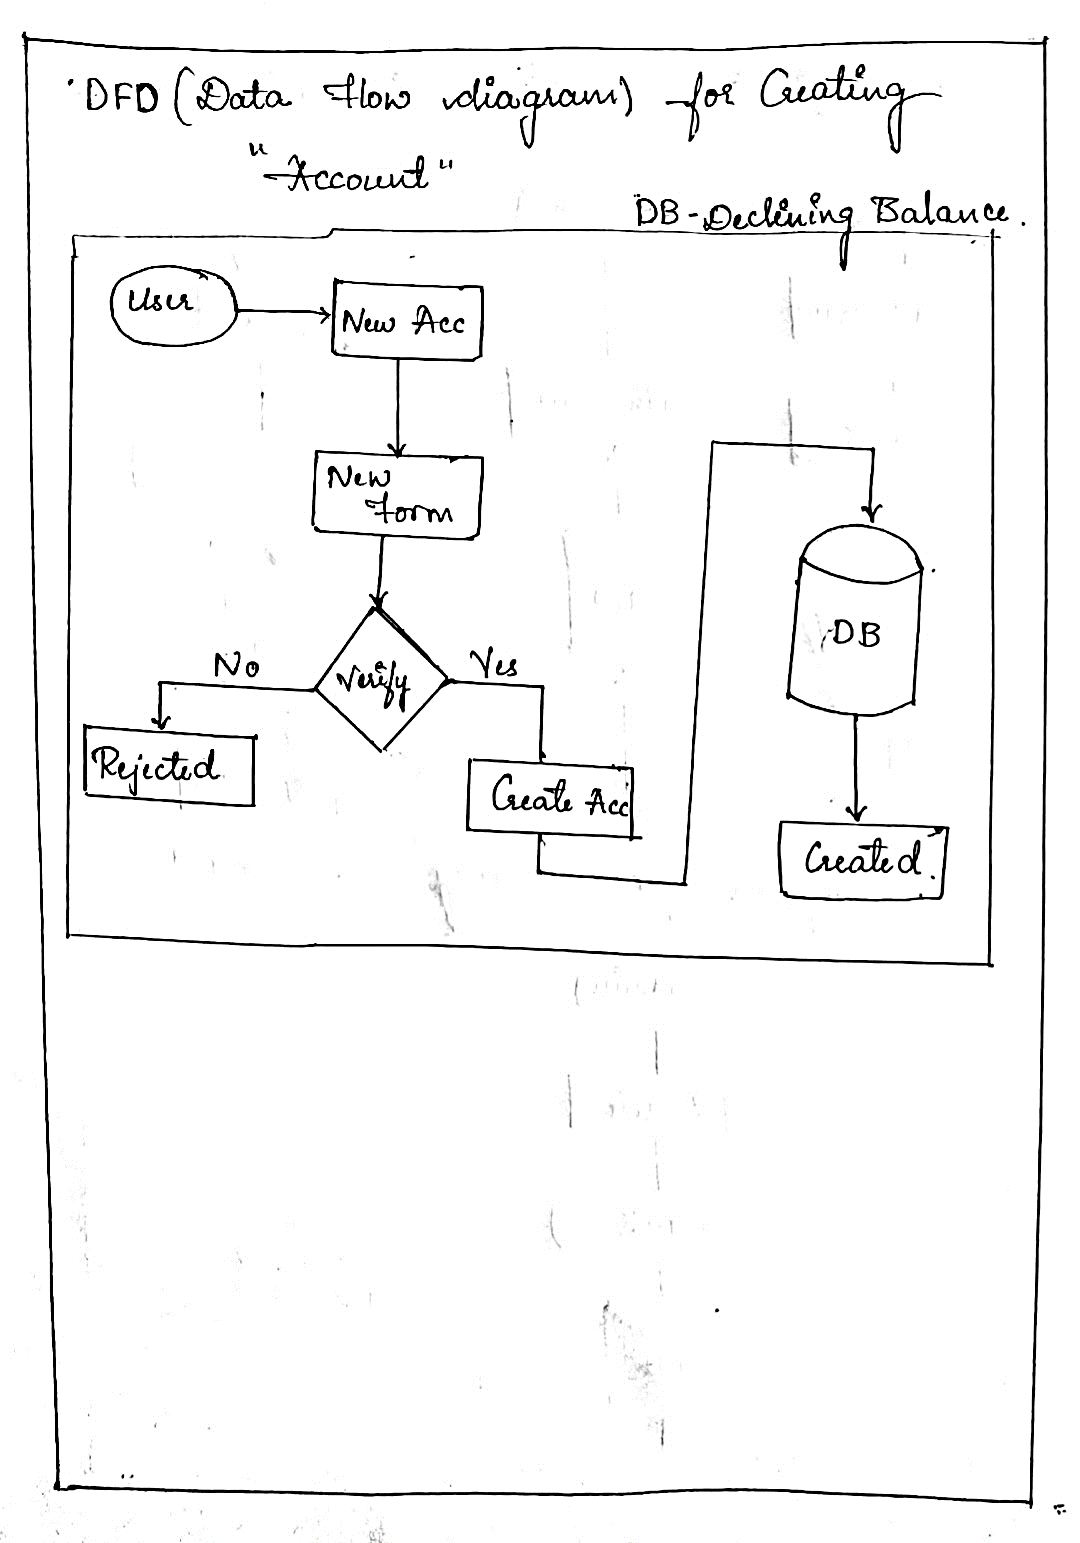 DFD (Data Flow diagram) for Creating
"Account"
DB-Declining Balance.
User
New Acc
New
Form
Verify
No
Yes
Rejected
Create Acc
DB
Created.